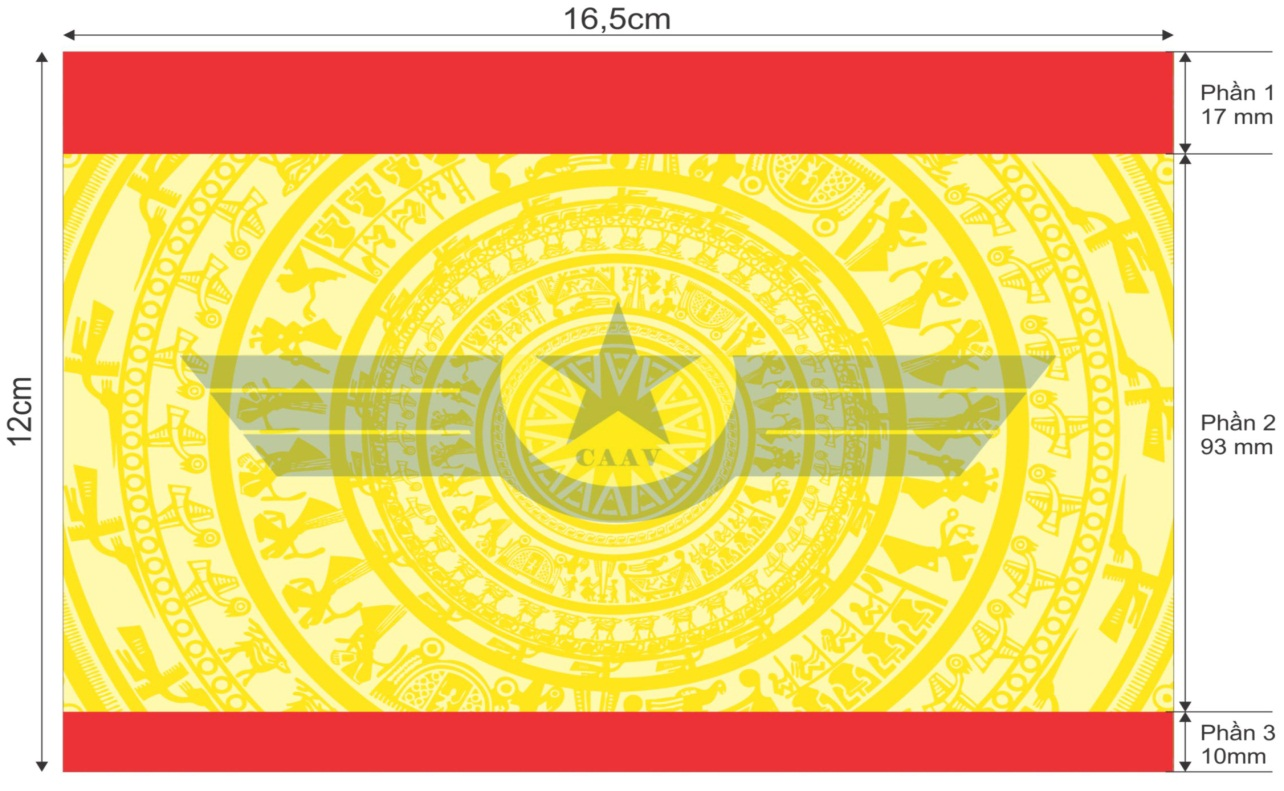 16,5cm
Phần 1
17 mm
12cm
Phần 2
93 mm
CAAV
Phần 3
10mm